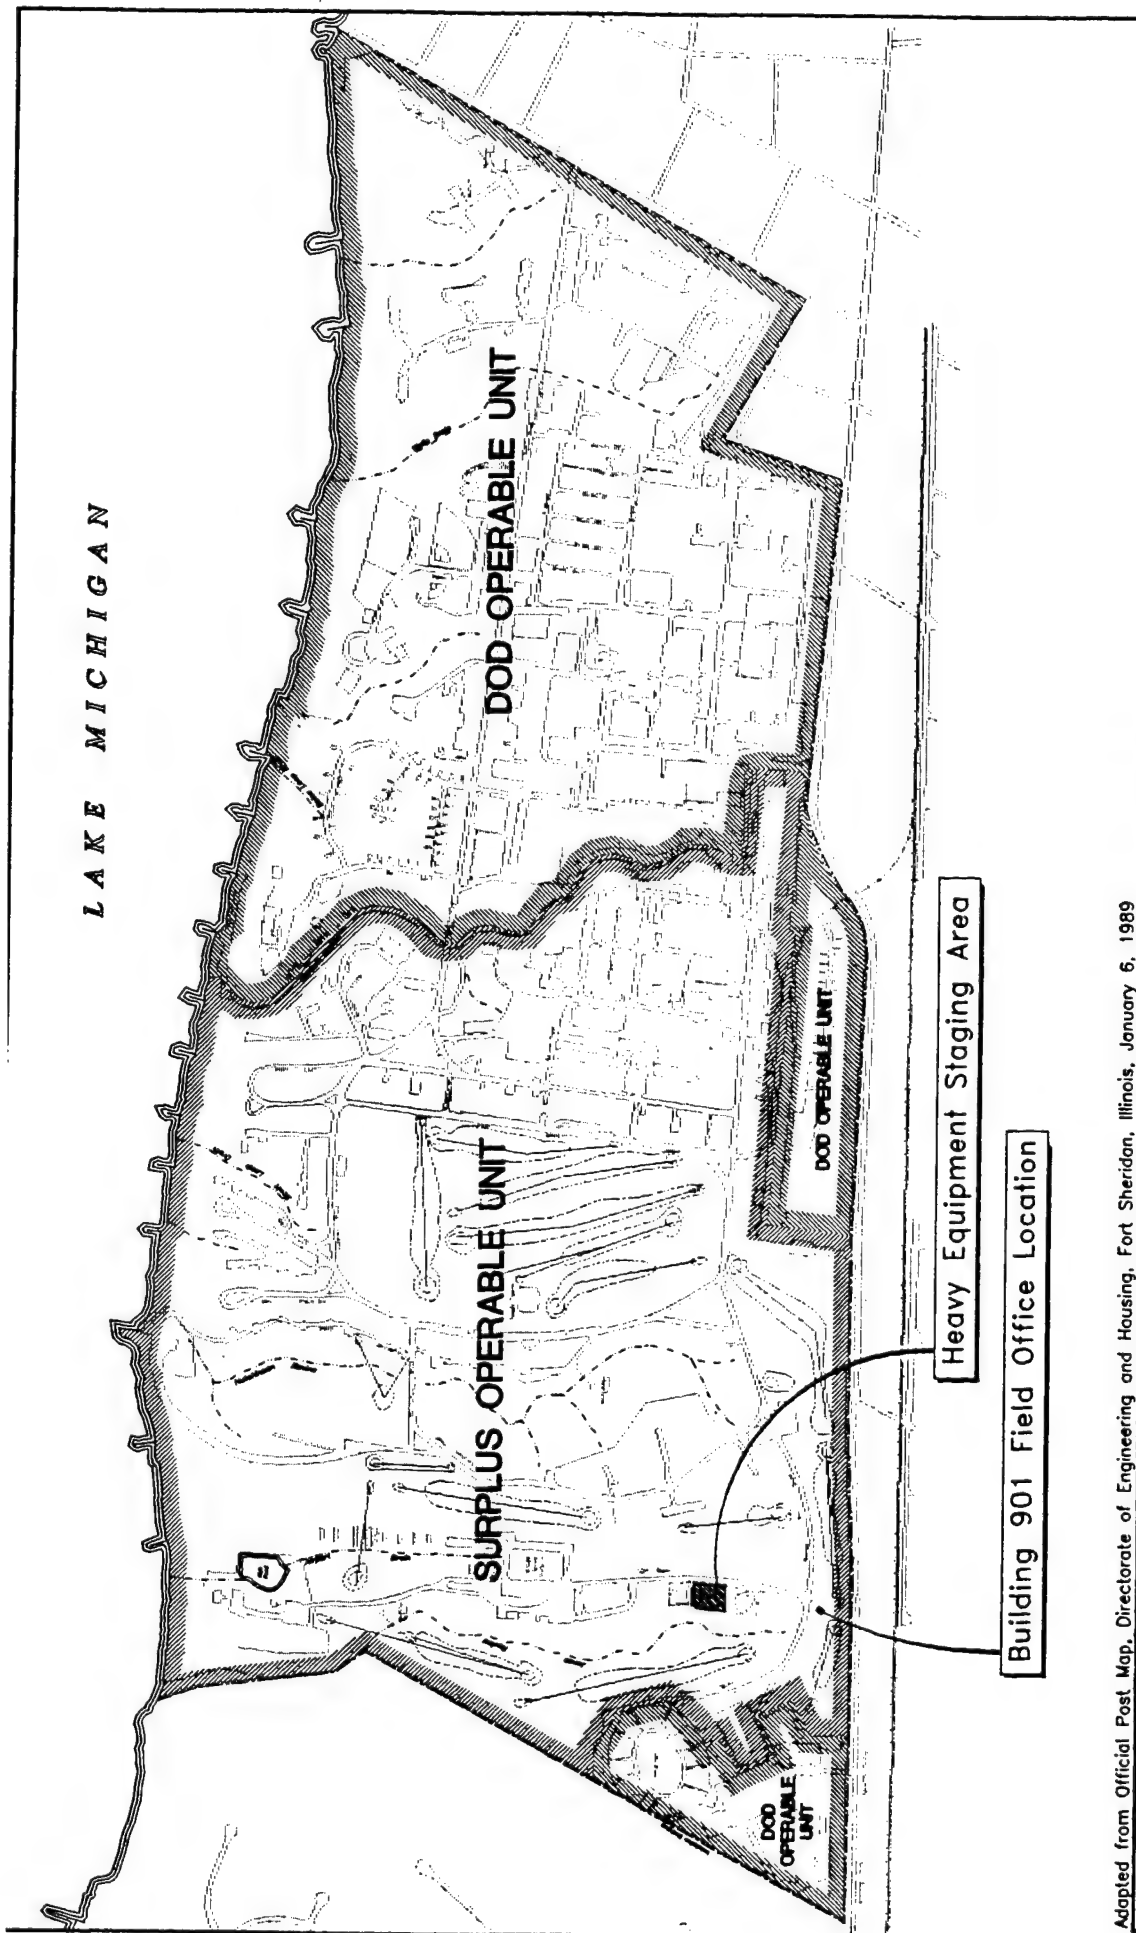 LAKE MICHIGAN
DOD OPERABLE UNIT
SURPLUS OPERABLE UNIT
DOD OPERABLE UNIT
DOD
OPERABLE
UNIT
Heavy Equipment Staging Area
Building 901 Field Office Location
Adapted from Official Post Map, Directorate of Engineering and Housing, Fort Sheridan, Illinois, January 6, 1989